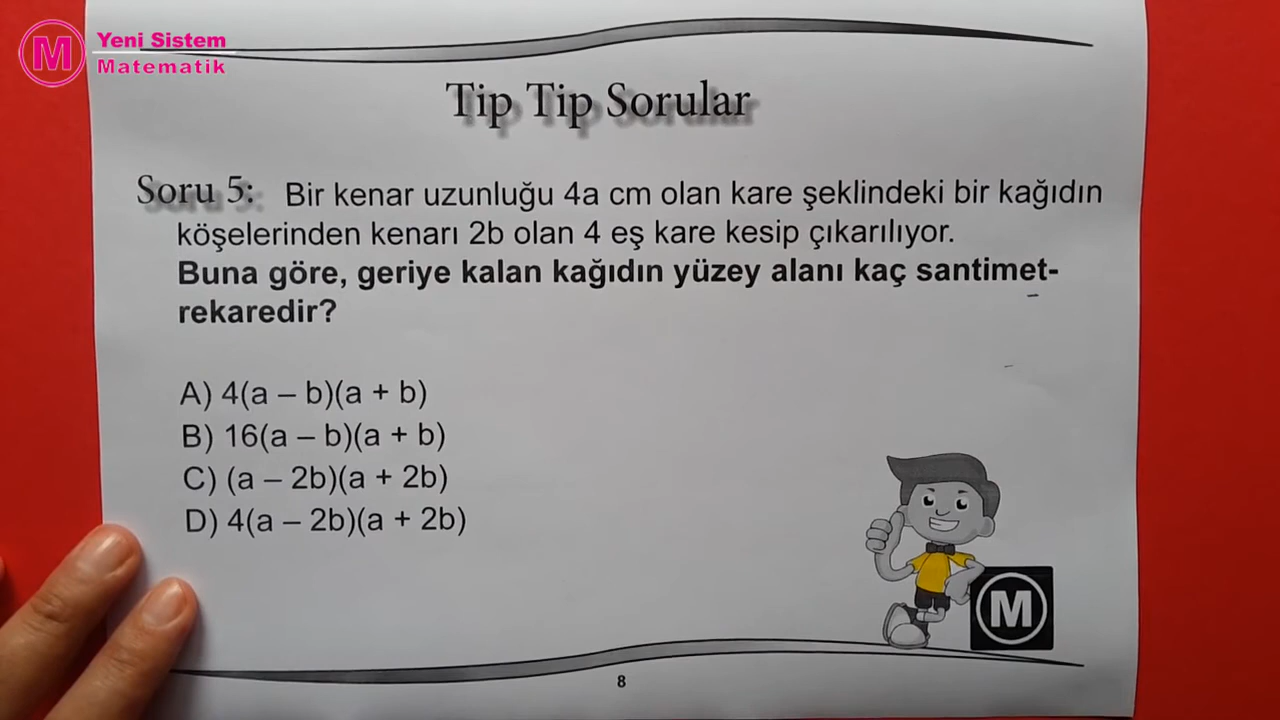 M Yeni Sistem
Matematik
Tip Tip Sorular
Soru 5: Bir kenar uzunluğu 4a cm olan kare şeklindeki bir kağıdın
köşelerinden kenarı 2b olan 4 eş kare kesip çıkarılıyor.
Buna göre, geriye kalan kağıdın yüzey alanı kaç santimet-
rekaredir?
A) 4(a – b)(a + b)
B) 16(a – b)(a + b)
C) (a – 2b)(a + 2b)
D) 4(a – 2b)(a + 2b)
M
8